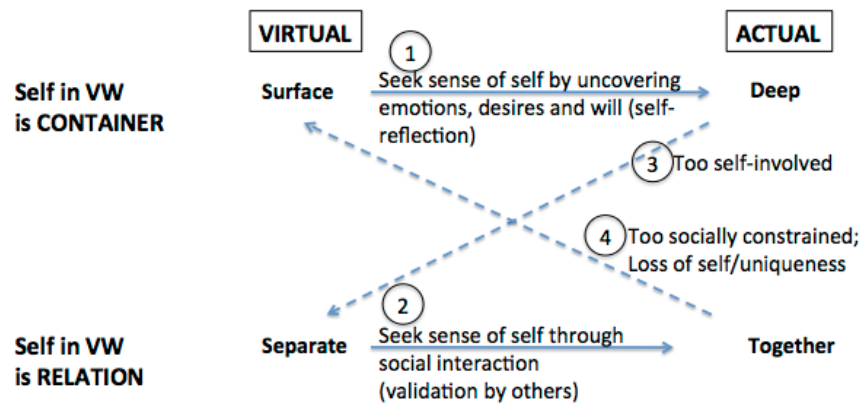 VIRTUAL
ACTUAL
1
Self in VW
is CONTAINER
Surface
Seek sense of self by uncovering
emotions, desires and will (self-
reflection)
Deep
3 Too self-involved
4 Too socially constrained;
Loss of self/uniqueness
2
Self in VW
is RELATION
Separate
Seek sense of self through
social interaction
(validation by others)
Together